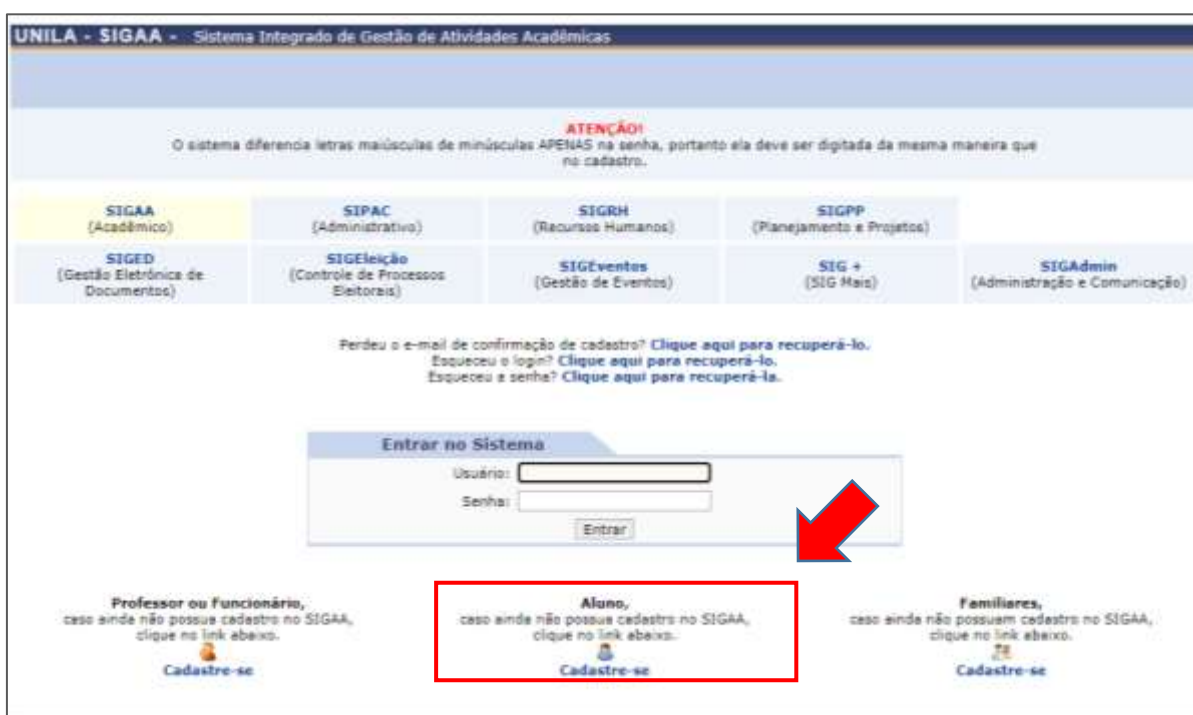 UNILA - SIGAA - Sistema Integrado de Gestão de Atividades Acadêmicas
ATENÇÃO!
O sistema diferencia letras maiúsculas de minúsculas APENAS na senha, portanto ela deve ser digitada da mesma maneira que
no cadastro.
SIGAA
(Acadêmico)
SIPAC
(Administrativo)
SIGRH
(Recursos Humanos)
SIGPP
(Planejamento e Projetos)
SIGED
(Gestão Eletrônica de
Documentos)
SIGEleição
(Controle de Processos
Eleitorais)
SIGEventos
(Gestão de Eventos)
SIG +
(SIG Mais)
SIGAdmin
(Administração e Comunicação)
Perdeu o e-mail de confirmação de cadastro? Clique aqui para recuperá-lo.
Esqueceu o login? Clique aqui para recuperá-lo.
Esqueceu a senha? Clique aqui para recuperá-la.
Entrar no Sistema
Usuário:
Senha:
Entrar
Professor ou Funcionário,
caso ainda não possua cadastro no SIGAA,
clique no link abaixo.
Cadastre-se
Aluno,
caso ainda não possua cadastro no SIGAA,
clique no link abaixo.
Cadastre-se
Familiares,
caso ainda não possuam cadastro no SIGAA,
clique no link abaixo.
Cadastre-se